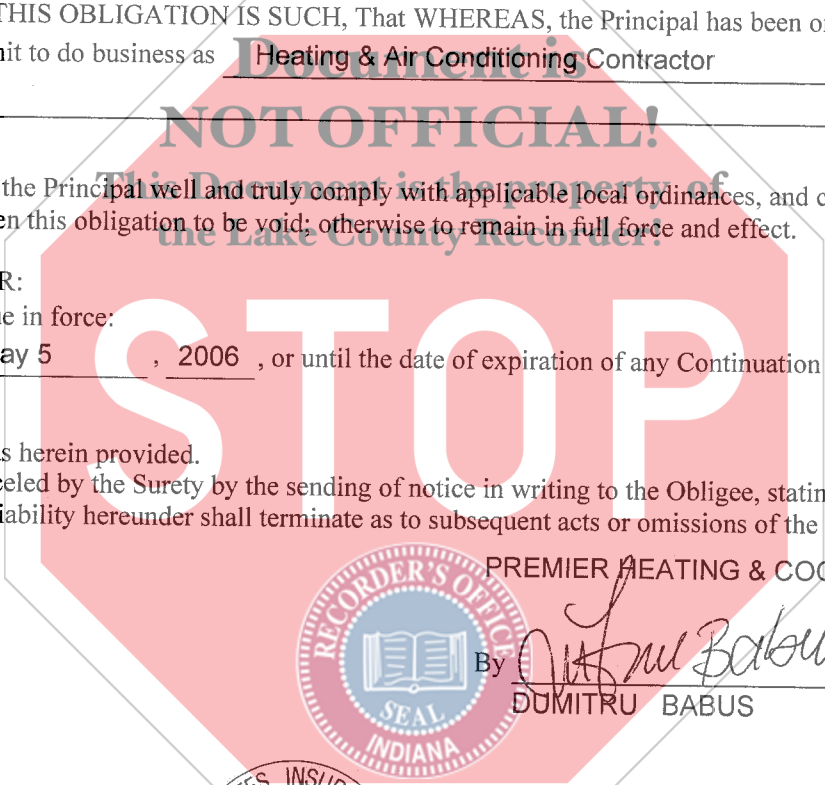 THIS OBLIGATION IS SUCH, That WHEREAS, the Principal has been
to do business as Heating & Air Conditioning Contractor
Document is
NOT OFFICIAL!
This Document is the property of
the Lake County Recorder!
the Principal well and truly comply with applicable local ordinances, and
this obligation to be void; otherwise to remain in full force and effect.
R:
in force:
ay 5 , 2006 , or until the date of expiration of any Continuation
STOP
herein provided.
celed by the Surety by the sending of notice in writing to the Obligee, statin
iability hereunder shall terminate as to subsequent acts or omissions of the
PREMIER HEATING & COO
RECORDER'S OFFICE
SEAL
INDIANA
By Babus
DUMITRU BABUS
INSU